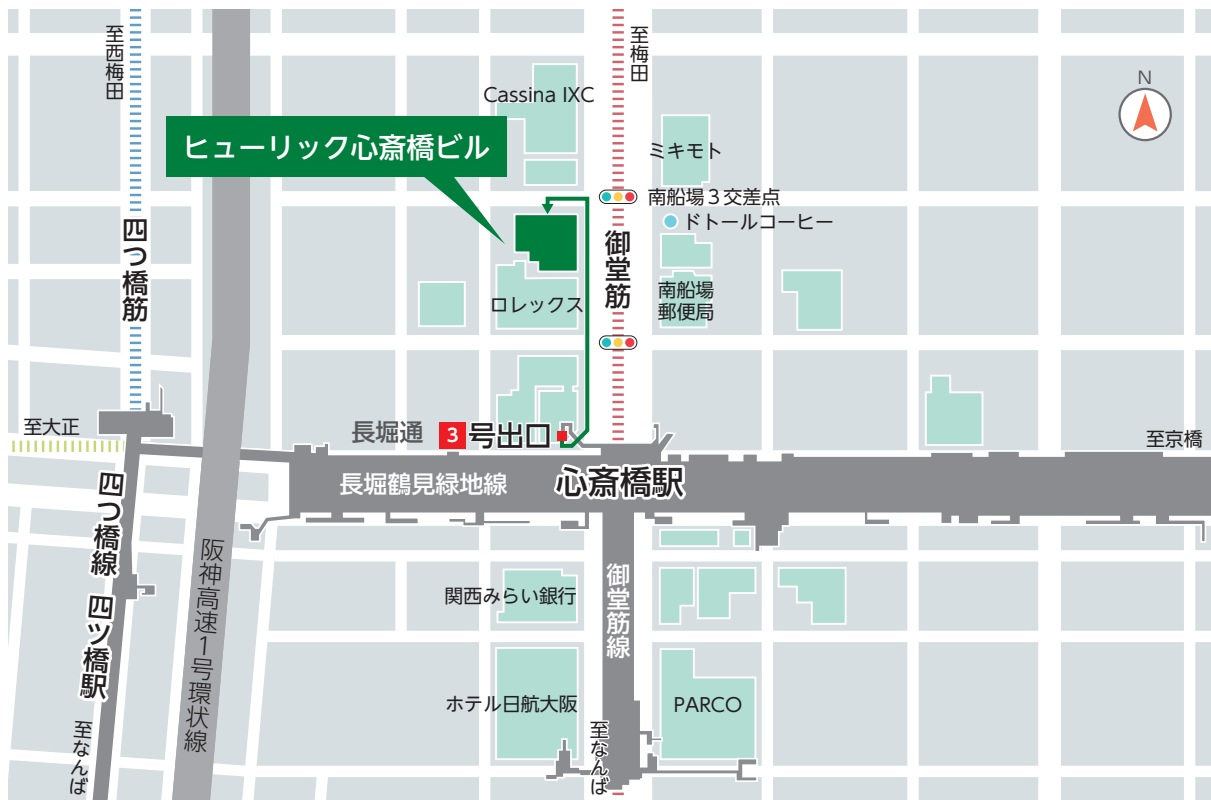 至西梅田
至梅田
N
Cassina IXC
ヒューリック心斎橋ビル
ミキモト
南船場3交差点
ドトールコーヒー
四つ橋筋
御堂筋
ロレックス
南船場
郵便局
至大正
長堀通
3号出口
至京橋
長堀鶴見緑地線
心斎橋駅
四つ橋線 四ツ橋駅
阪神高速1号環状線
関西みらい銀行
御堂筋線
ホテル日航大阪
PARCO
至なんば
至なんば